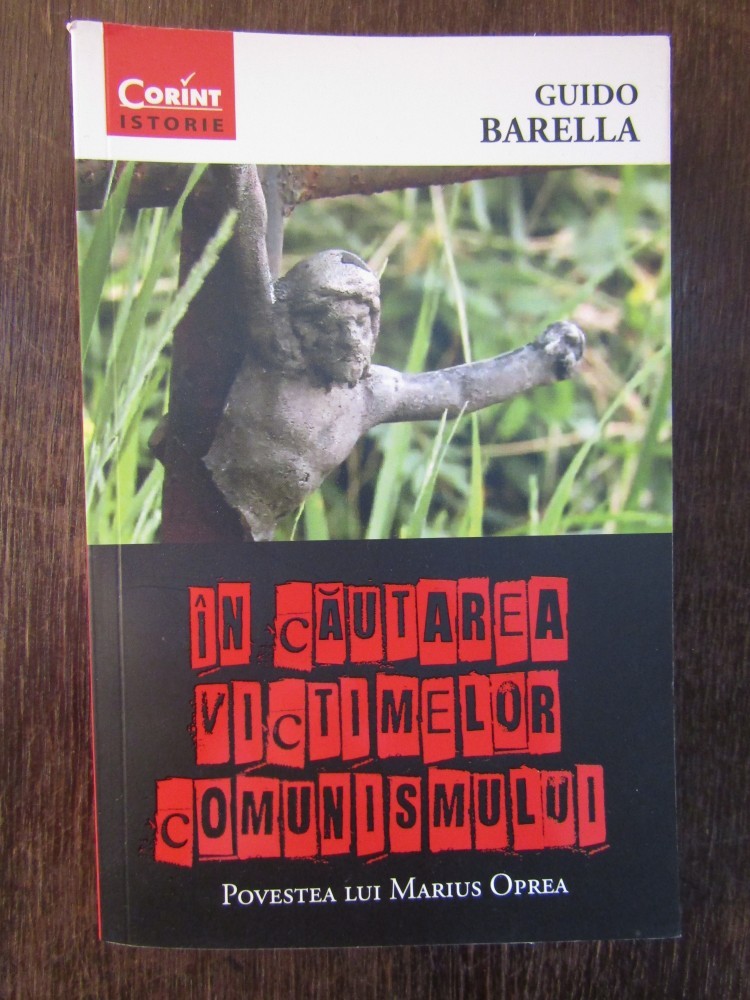 CORINT
ISTORIE
GUIDO
BARELLA
ÎN CĂUTAREA
VICTIMELOR
COMUNISMULUI
POVESTEA LUI MARIUS OPREA